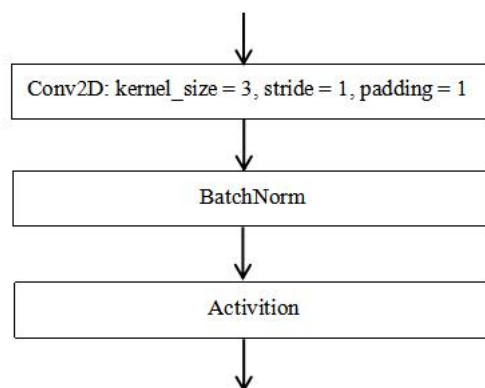 Conv2D: kernel_size = 3, stride = 1, padding = 1
BatchNorm
Activition